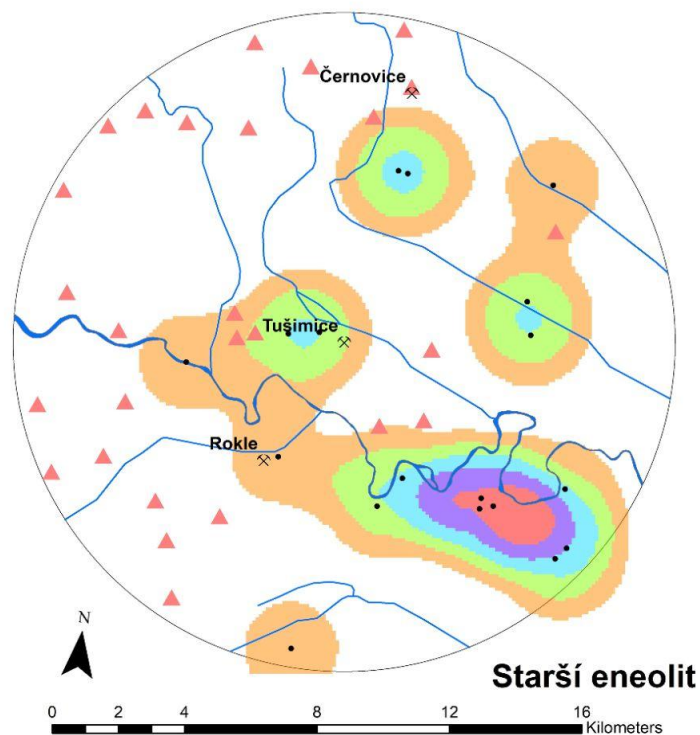 Černovice
Tušimice
Rokle
N
Starší eneolit
0 2 4 8 12 16
Kilometers